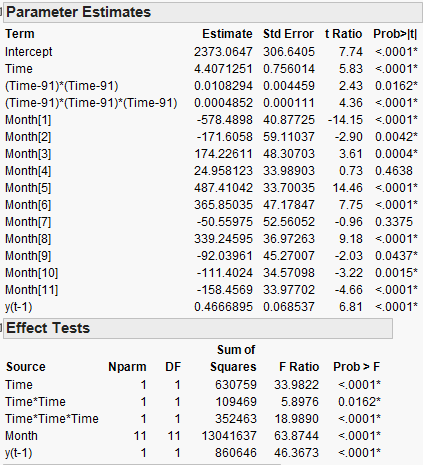 Parameter Estimates
Term Estimate Std Error t Ratio Prob>|t|
Intercept 2373.0647 306.6405 7.74 <.0001*
Time 4.4071251 0.756014 5.83 <.0001*
(Time-91)*(Time-91) 0.0108294 0.004459 2.43 0.0162*
(Time-91)*(Time-91)*(Time-91) 0.0004852 0.000111 4.36 <.0001*
Month[1] -578.4898 40.87725 -14.15 <.0001*
Month[2] -171.6058 59.11037 -2.90 0.0042*
Month[3] 174.22611 48.30703 3.61 0.0004*
Month[4] 24.958123 33.98903 0.73 0.4638
Month[5] 487.41042 33.70035 14.46 <.0001*
Month[6] 365.85035 47.17847 7.75 <.0001*
Month[7] -50.55975 52.56052 -0.96 0.3375
Month[8] 339.24595 36.97263 9.18 <.0001*
Month[9] -92.03961 45.27007 -2.03 0.0437*
Month[10] -111.4024 34.57098 -3.22 0.0015*
Month[11] -158.4569 33.97702 -4.66 <.0001*
y(t-1) 0.4666895 0.068537 6.81 <.0001*
Effect Tests
Sum of
Source Nparm DF Squares F Ratio Prob > F
Time 1 1 630759 33.9822 <.0001*
Time*Time 1 1 109469 5.8976 0.0162*
Time*Time*Time 1 1 352463 18.9890 <.0001*
Month 11 11 13041637 63.8744 <.0001*
y(t-1) 1 1 860646 46.3673 <.0001*